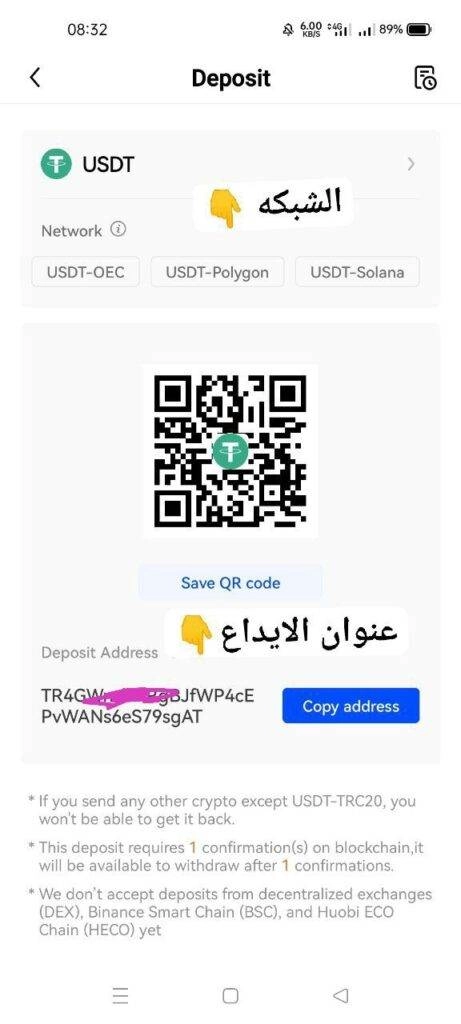 08:32 6.00 KB/S 4G 89%
Deposit
USDT
الشبكه 👇
Network
USDT-OEC USDT-Polygon USDT-Solana
Save QR code
عنوان الايداع 👇
Deposit Address
TR4GW JfWP4cE
PvWANs6eS79sgAT
Copy address
* If you send any other crypto except USDT-TRC20, you
won't be able to get it back.
* This deposit requires 1 confirmation(s) on blockchain,it
will be available to withdraw after 1 confirmations.
* We don't accept deposits from decentralized exchanges
(DEX), Binance Smart Chain (BSC), and Huobi ECO
Chain (HECO) yet